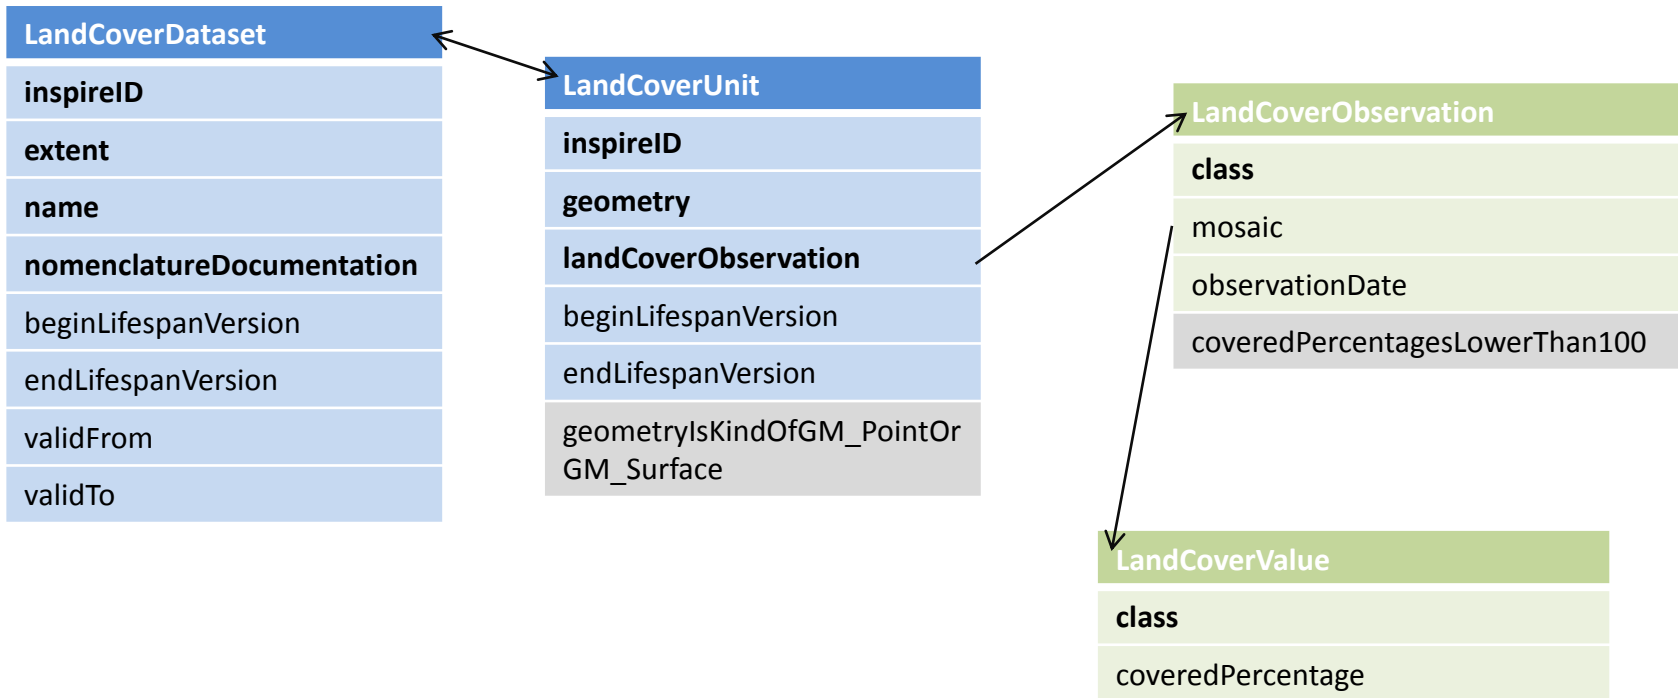 LandCoverDataset
inspireID
extent
name
nomenclatureDocumentation
beginLifespanVersion
endLifespanVersion
validFrom
validTo
LandCoverUnit
inspireID
geometry
landCoverObservation
beginLifespanVersion
endLifespanVersion
geometryIsKindOfGM_PointOr
GM_Surface
LandCoverObservation
class
mosaic
observationDate
coveredPercentagesLowerThan100
LandCoverValue
class
coveredPercentage